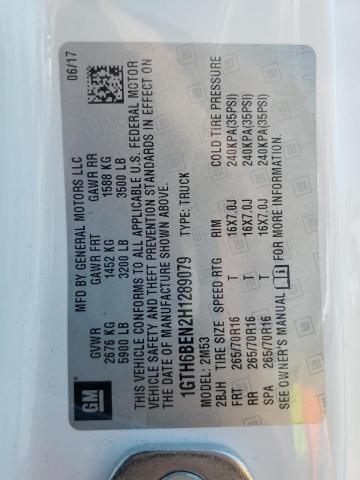 GM
MFD BY GENERAL MOTORS LLC 06/17
GVWR GAWR FRT GAWR RR
2676 KG 1452 KG 1588 KG
5900 LB 3200 LB 3500 LB
THIS VEHICLE CONFORMS TO ALL APPLICABLE U.S. FEDERAL MOTOR
VEHICLE SAFETY AND THEFT PREVENTION STANDARDS IN EFFECT ON
THE DATE OF MANUFACTURE SHOWN ABOVE.
1GTH6BEN2H1289079 TYPE: TRUCK
MODEL: 2M53
2BJH TIRE SIZE SPEED RTG RIM COLD TIRE PRESSURE
FRT 265/70R16 T 16X7.0J 240KPA(35PSI)
RR 265/70R16 T 16X7.0J 240KPA(35PSI)
SPA 265/70R16 T 16X7.0J 240KPA(35PSI)
SEE OWNER'S MANUAL FOR MORE INFORMATION.